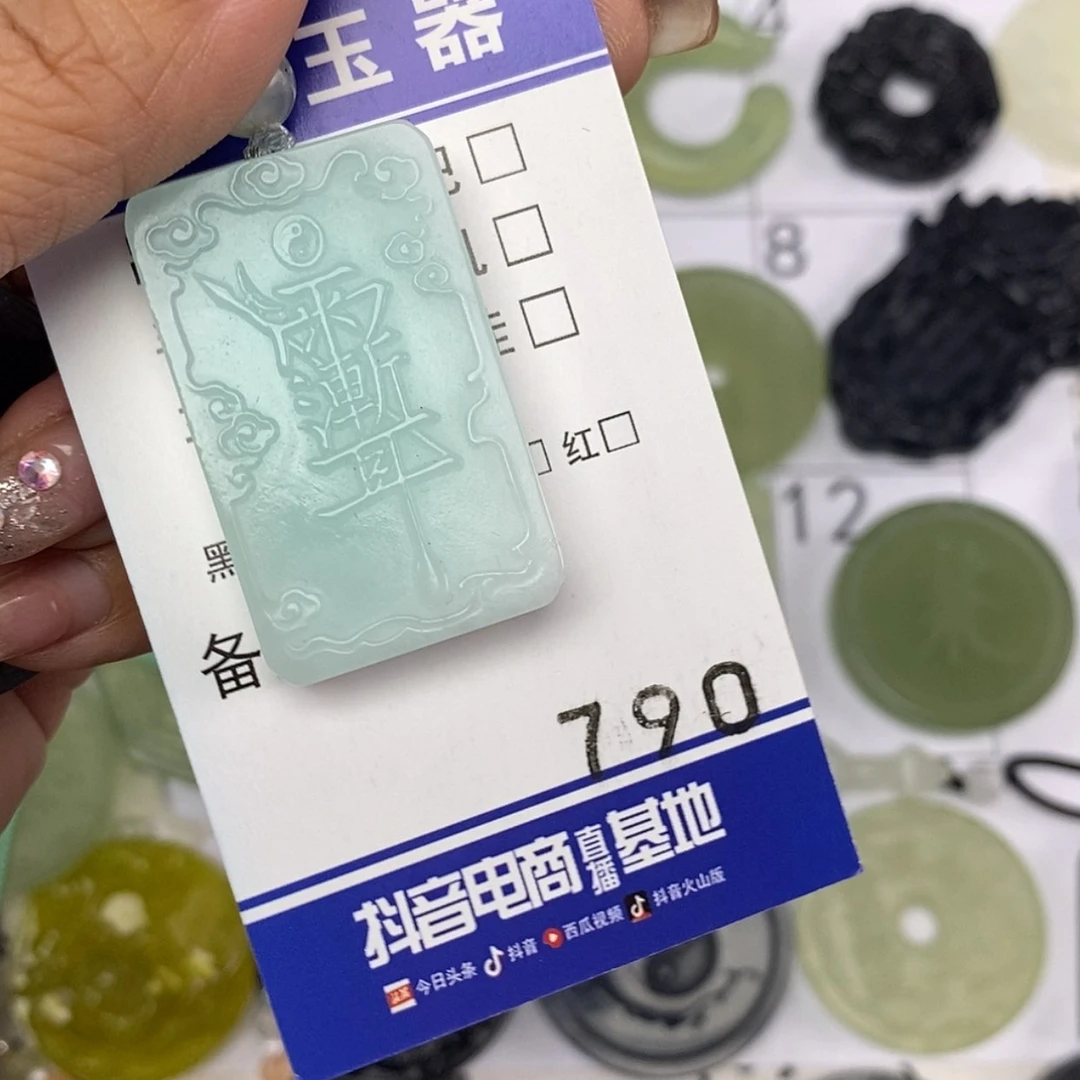 玉器
红
黑
备
790
抖音电商直播基地
今日头条 抖音 西瓜视频 抖音火山版
4
8
12